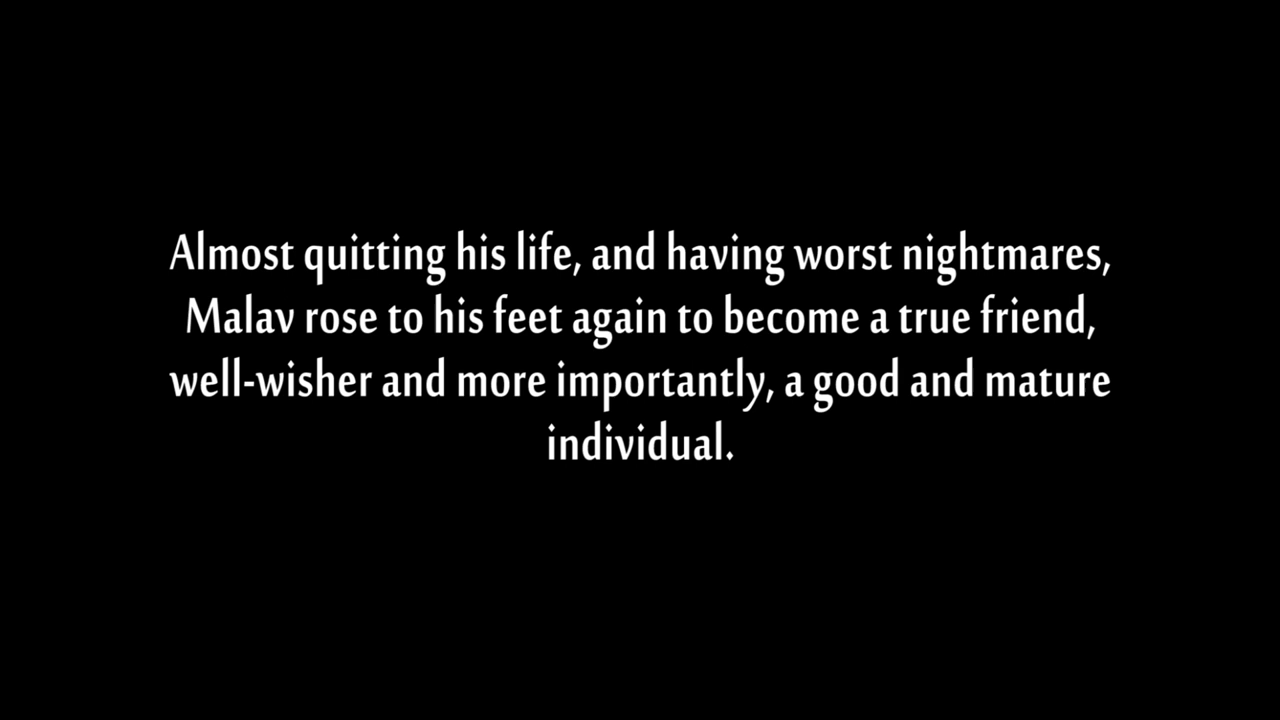 Almost quitting his life, and having worst nightmares,
Malav rose to his feet again to become a true friend,
well-wisher and more importantly, a good and mature
individual.